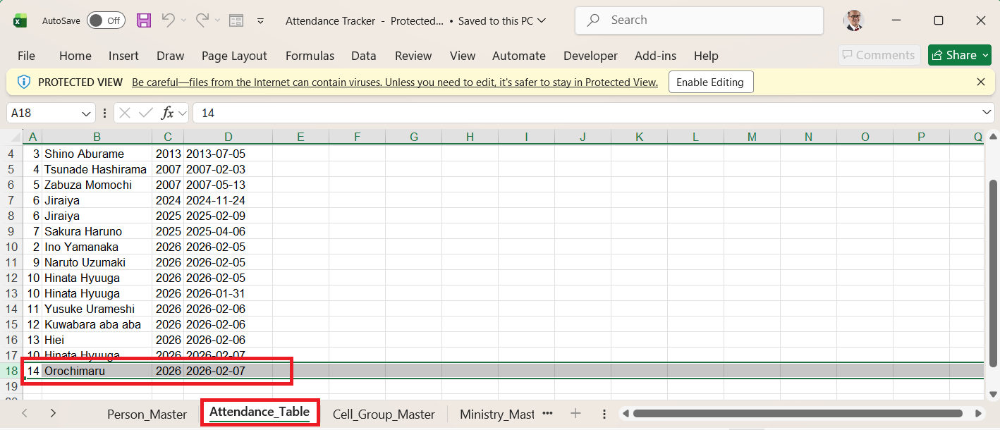 AutoSave Off Attendance Tracker - Protected... • Saved to this PC Search
File Home Insert Draw Page Layout Formulas Data Review View Automate Developer Add-ins Help Comments Share
PROTECTED VIEW Be careful—files from the Internet can contain viruses. Unless you need to edit, it's safer to stay in Protected View. Enable Editing
A18 fx 14
A B C D E F G H I J K L M N O P Q
4 3 Shino Aburame 2013 2013-07-05
5 4 Tsunade Hashirama 2007 2007-02-03
6 5 Zabuza Momochi 2007 2007-05-13
7 6 Jiraiya 2024 2024-11-24
8 6 Jiraiya 2025 2025-02-09
9 7 Sakura Haruno 2025 2025-04-06
10 2 Ino Yamanaka 2026 2026-02-05
11 9 Naruto Uzumaki 2026 2026-02-05
12 10 Hinata Hyuuga 2026 2026-02-05
13 10 Hinata Hyuuga 2026 2026-01-31
14 11 Yusuke Urameshi 2026 2026-02-06
15 12 Kuwabara aba aba 2026 2026-02-06
16 13 Hiei 2026 2026-02-06
17 10 Hinata Hyuuga 2026 2026-02-07
18 14 Orochimaru 2026 2026-02-07
19
Person_Master Attendance_Table Cell_Group_Master Ministry_Mast ...